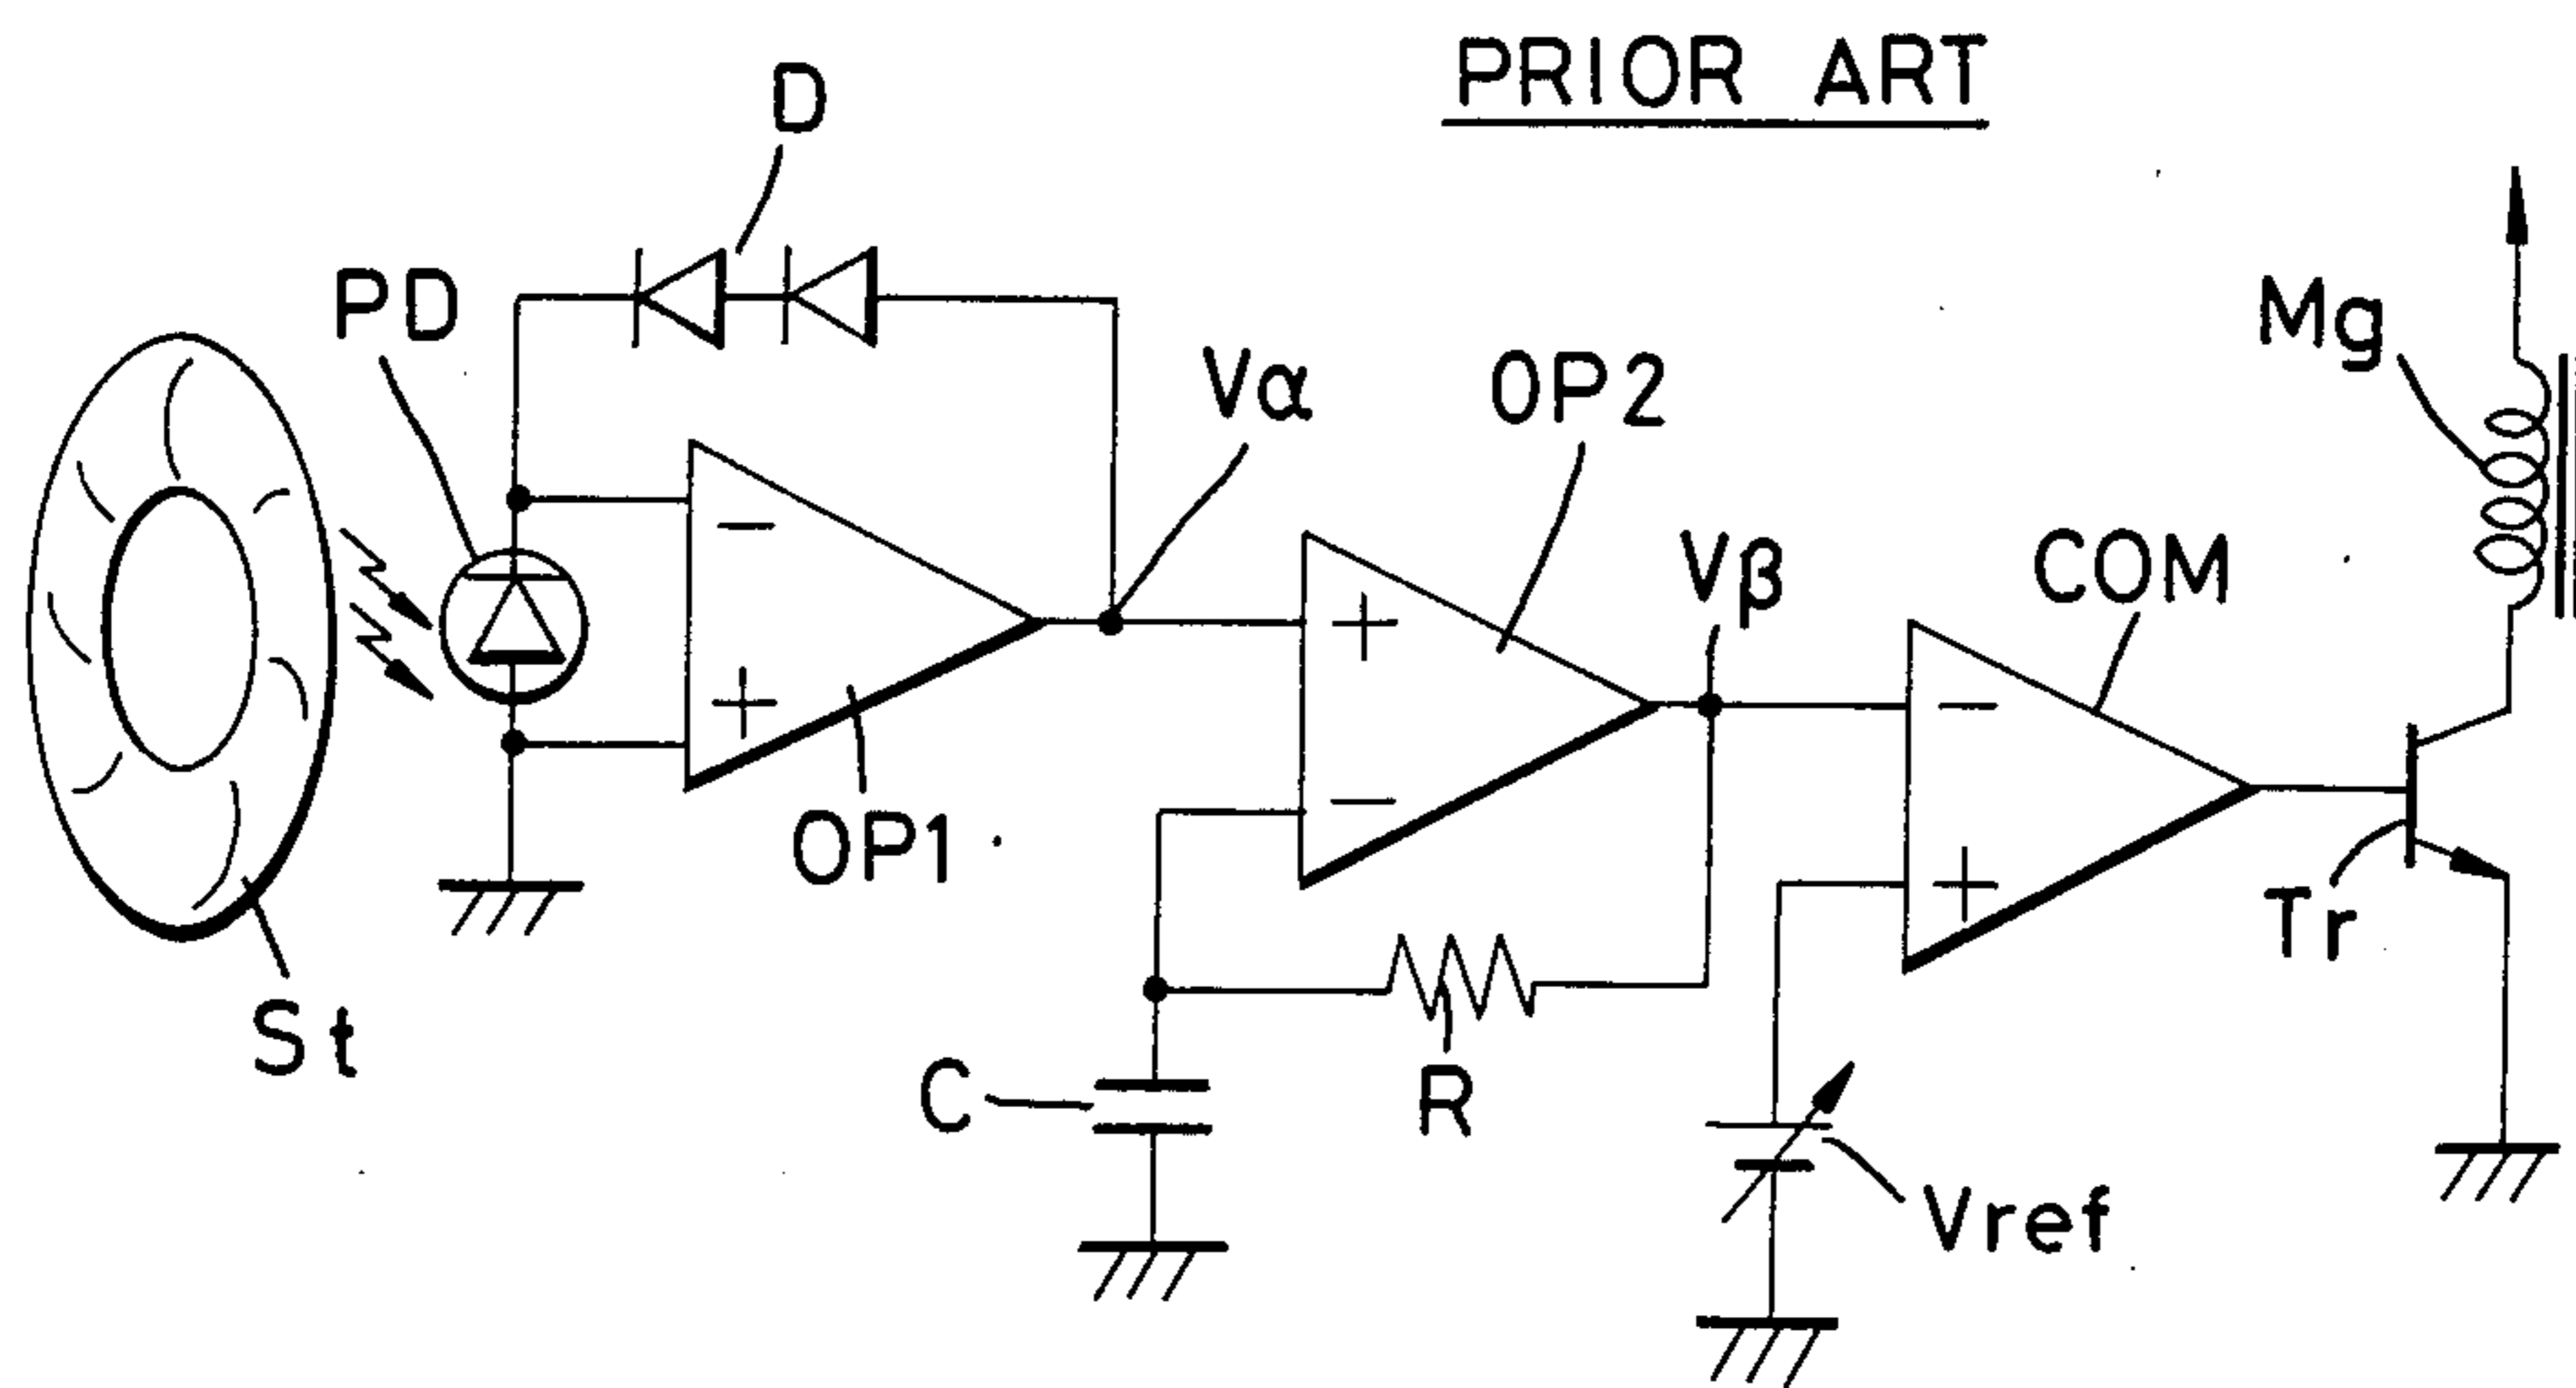 PRIOR ART
D
PD
Vα
OP2
Mg
Vβ
COM
−
+
+
−
−
+
OP1
Tr
St
C
R
Vref